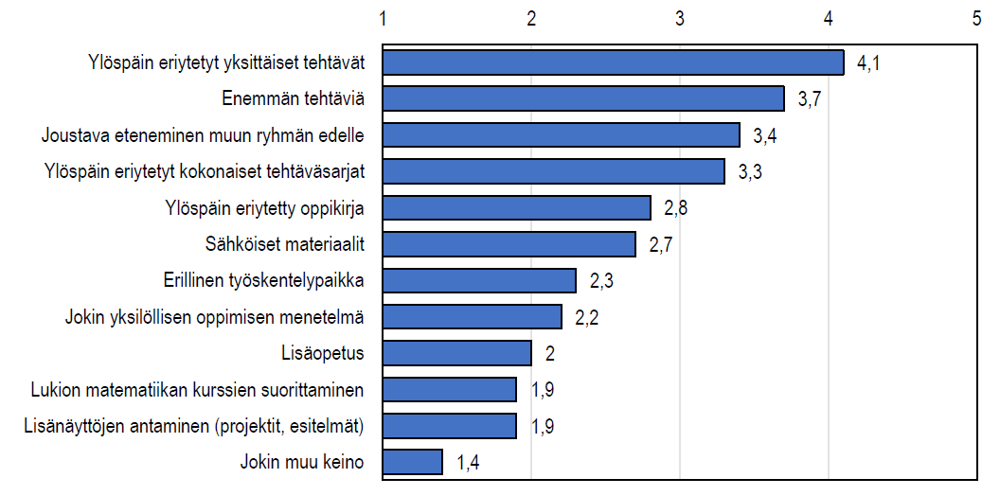 1 2 3 4 5
Ylöspäin eriytetyt yksittäiset tehtävät 4,1
Enemmän tehtäviä 3,7
Joustava eteneminen muun ryhmän edelle 3,4
Ylöspäin eriytetyt kokonaiset tehtäväsarjat 3,3
Ylöspäin eriytetty oppikirja 2,8
Sähköiset materiaalit 2,7
Erillinen työskentelypaikka 2,3
Jokin yksilöllisen oppimisen menetelmä 2,2
Lisäopetus 2
Lukion matematiikan kurssien suorittaminen 1,9
Lisänäyttöjen antaminen (projektit, esitelmät) 1,9
Jokin muu keino 1,4